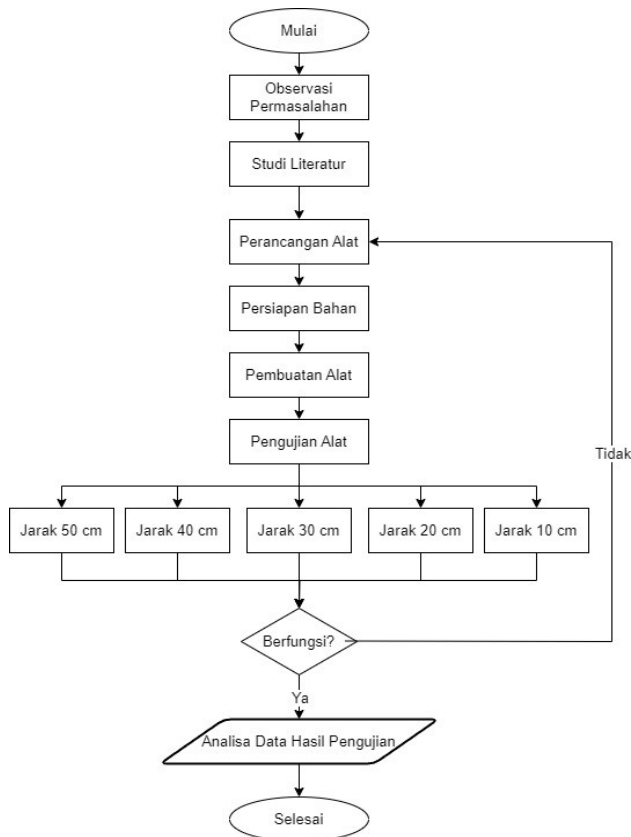 Mulai
Observasi
Permasalahan
Studi Literatur
Perancangan Alat
Persiapan Bahan
Pembuatan Alat
Pengujian Alat
Tidak
Jarak 50 cm
Jarak 40 cm
Jarak 30 cm
Jarak 20 cm
Jarak 10 cm
Berfungsi?
Ya
Analisa Data Hasil Pengujian
Selesai